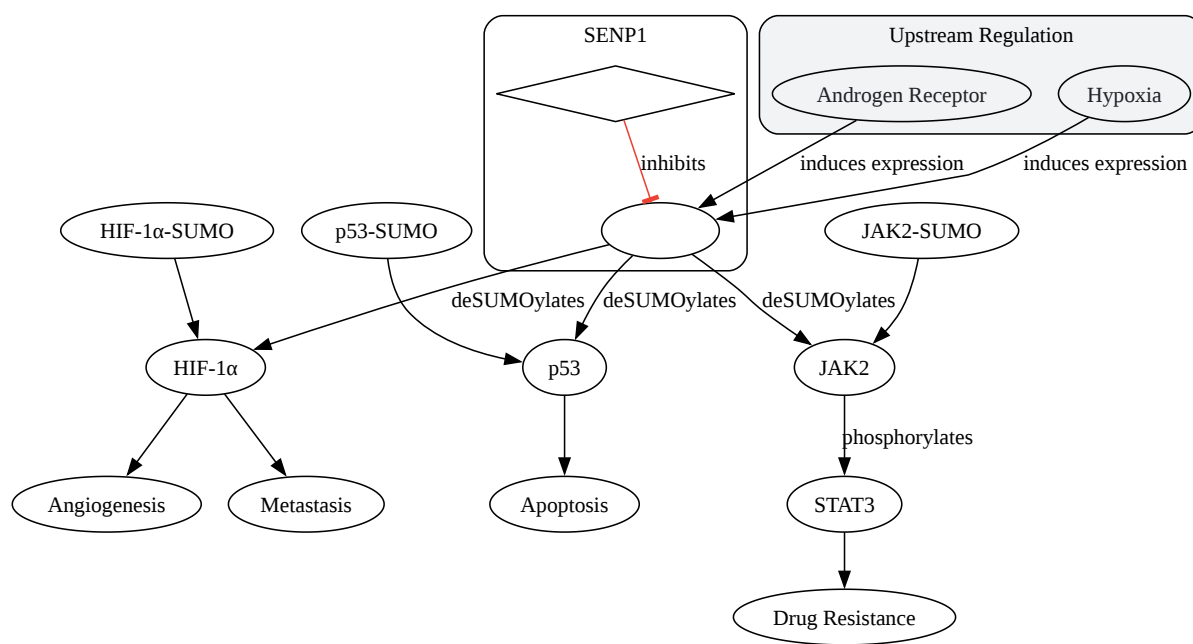 SENP1
Upstream Regulation
Androgen Receptor
Hypoxia
inhibits
induces expression
induces expression
HIF-1α-SUMO
p53-SUMO
JAK2-SUMO
deSUMOylates
deSUMOylates
deSUMOylates
HIF-1α
p53
JAK2
phosphorylates
Angiogenesis
Metastasis
Apoptosis
STAT3
Drug Resistance